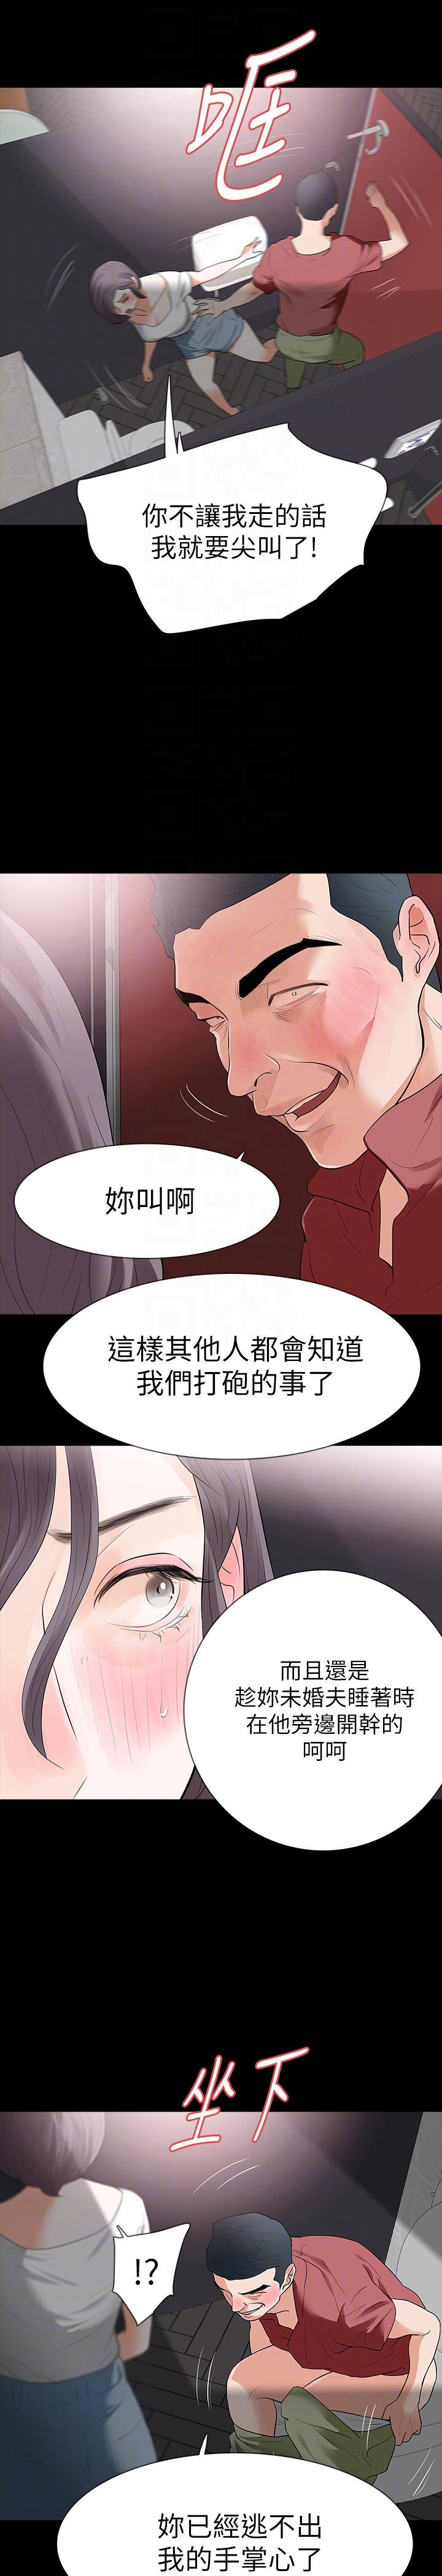 哐
你不讓我走的話
我就要尖叫了!
妳叫啊
這樣其他人都會知道
我們打砲的事了
而且還是
趁妳未婚夫睡著時
在他旁邊開幹的
呵呵
坐下
!?
妳已經逃不出
我的手掌心了